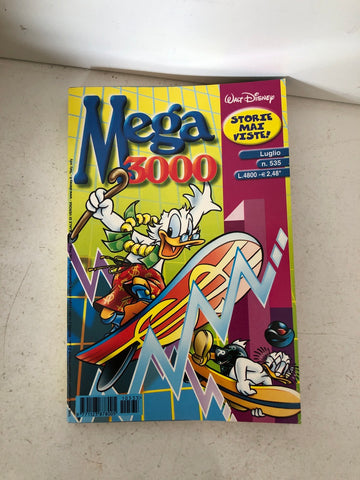 Mega
3000
WALT DISNEY
STORIE
MAI
VISTE!
Luglio
n. 535
L.4800 - € 2,48*